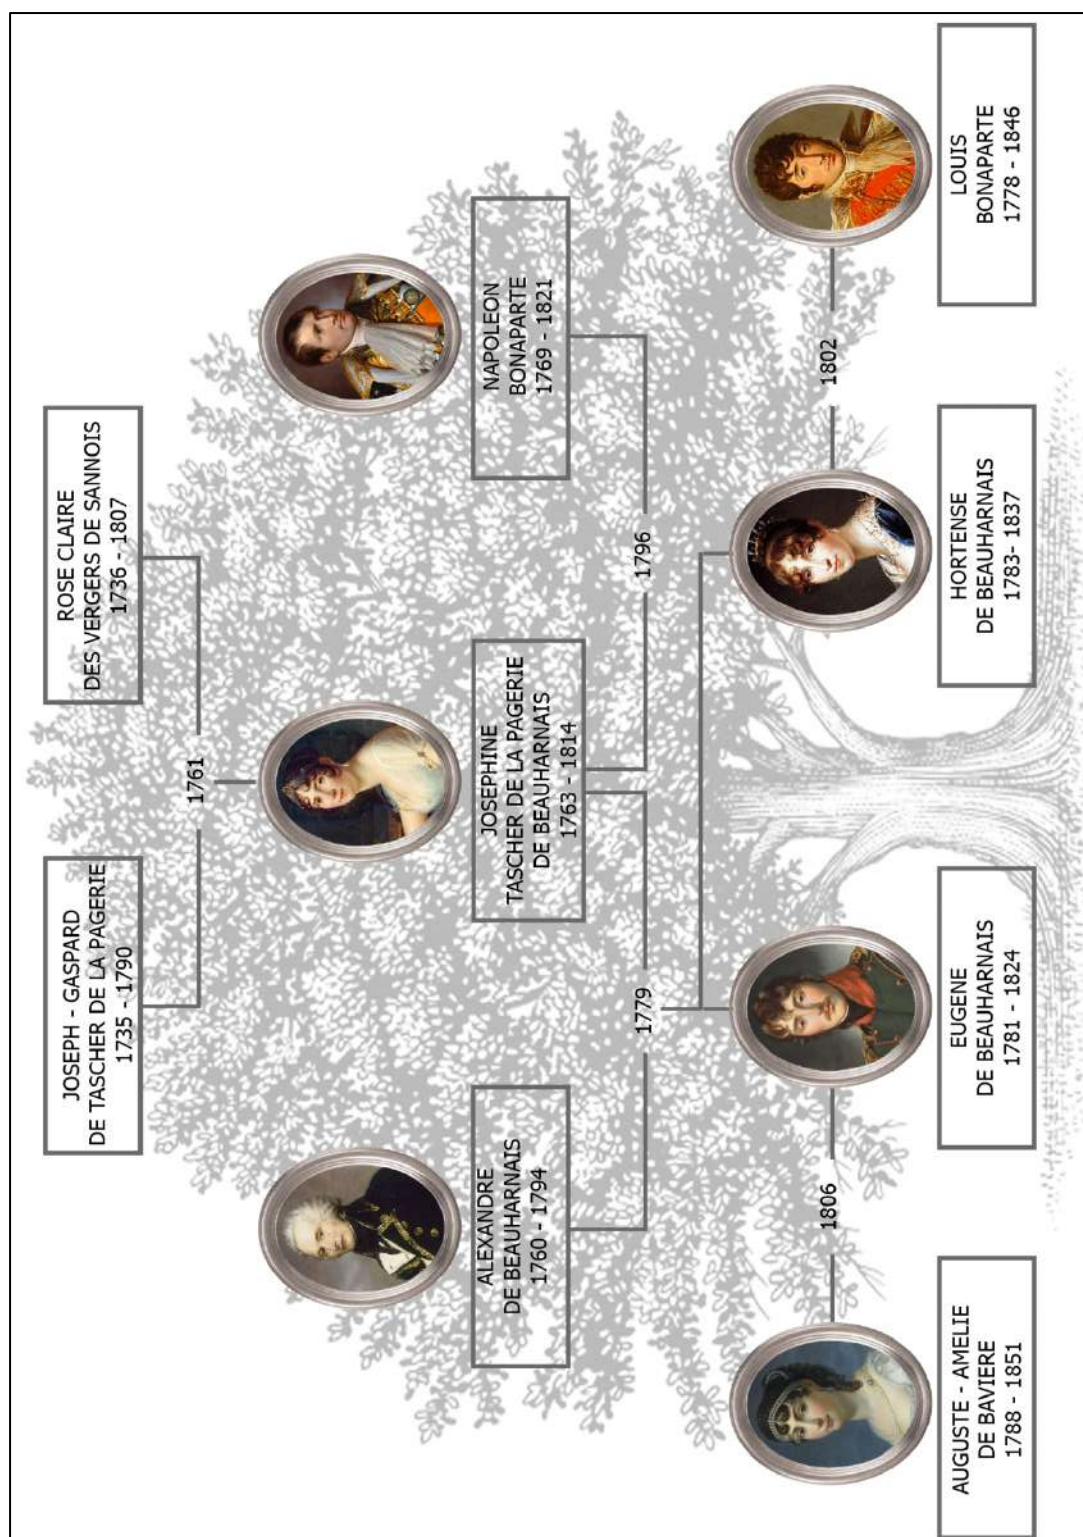 JOSEPH - GASPARD
DE TASCHER DE LA PAGERIE
1735 - 1790
1761
ROSE CLAIRE
DES VERGERS DE SANNOIS
1736 - 1807
ALEXANDRE
DE BEAUHARNAIS
1760 - 1794
JOSEPHINE
TASCHER DE LA PAGERIE
DE BEAUHARNAIS
1763 - 1814
NAPOLEON
BONAPARTE
1769 - 1821
1779
1796
1806
1802
AUGUSTE - AMELIE
DE BAVIERE
1788 - 1851
EUGENE
DE BEAUHARNAIS
1781 - 1824
HORTENSE
DE BEAUHARNAIS
1783- 1837
LOUIS
BONAPARTE
1778 - 1846